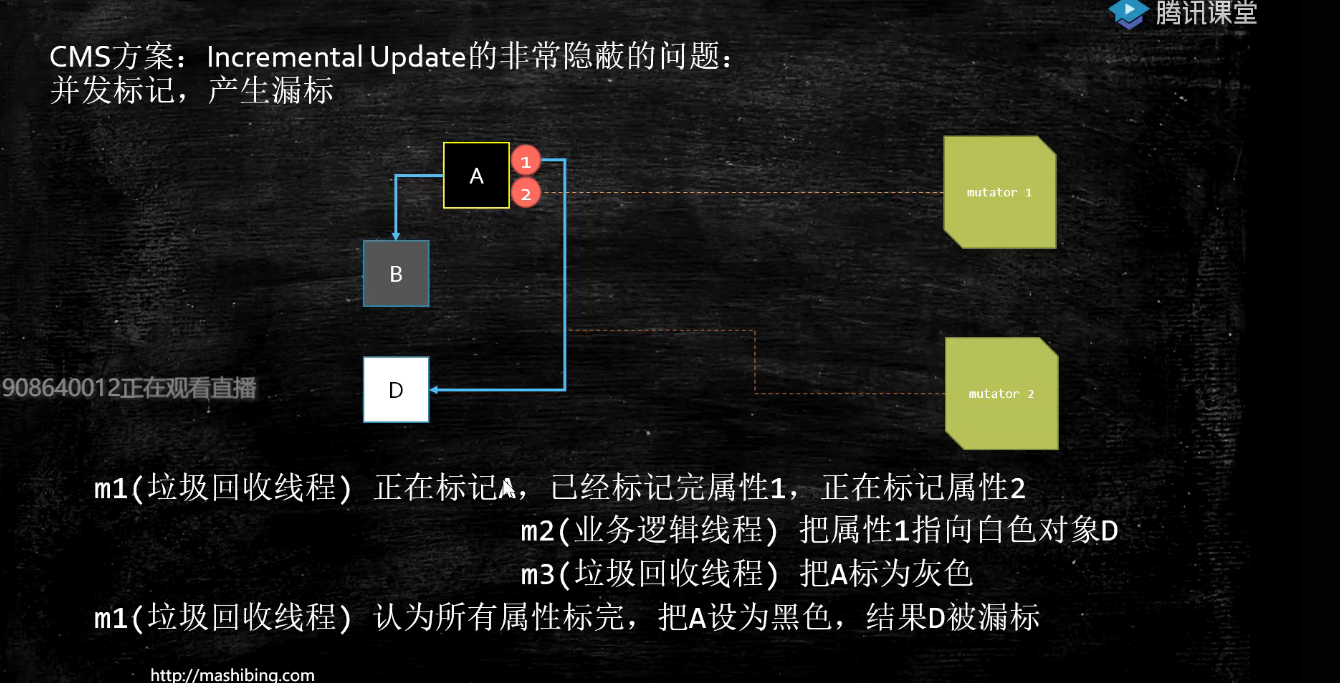 腾讯课堂
CMS方案：Incremental Update的非常隐蔽的问题：
并发标记，产生漏标
A
1
2
mutator 1
B
D
mutator 2
908640012正在观看直播
m1(垃圾回收线程) 正在标记A，已经标记完属性1，正在标记属性2
m2(业务逻辑线程) 把属性1指向白色对象D
m3(垃圾回收线程) 把A标为灰色
m1(垃圾回收线程) 认为所有属性标完，把A设为黑色，结果D被漏标
http://mashibing.com